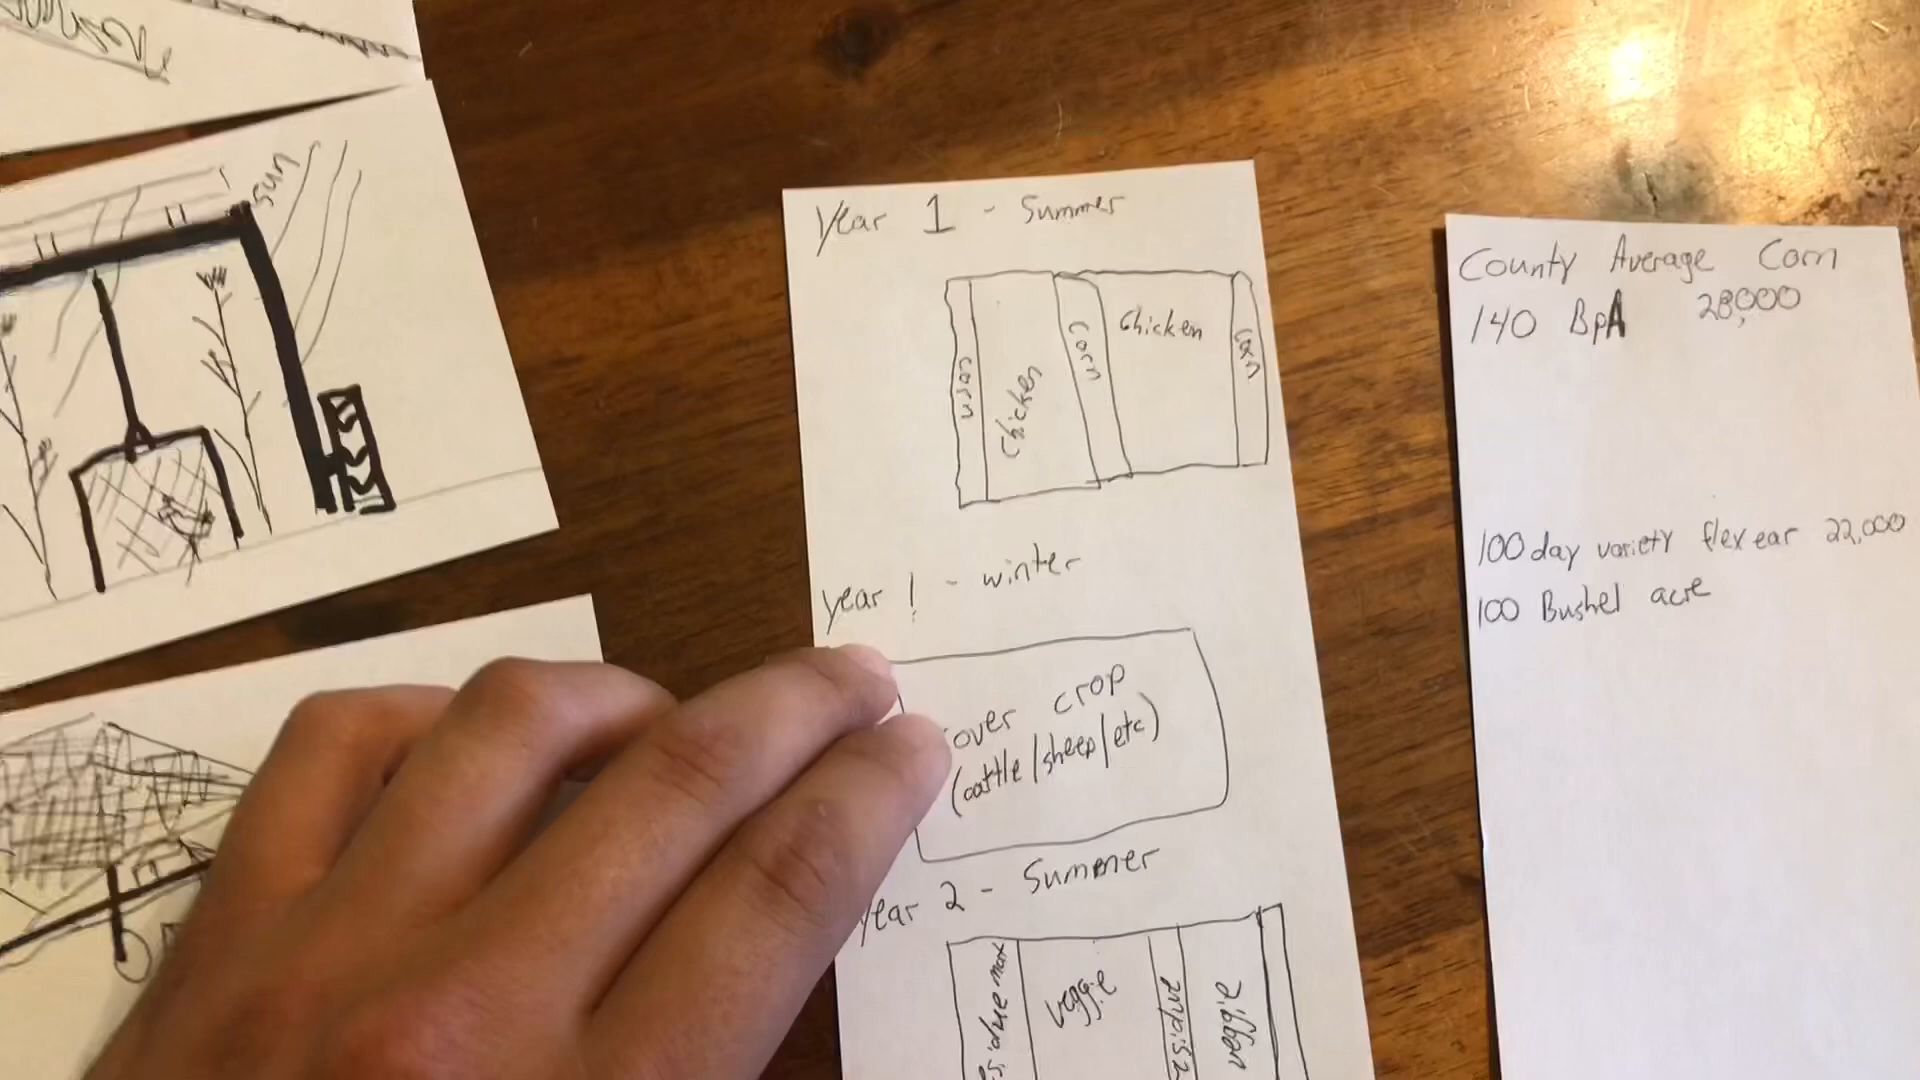 sun
Year 1 - Summer
corn
Chicken
Corn
Chicken
Corn
year 1 - winter
cover crop
(cattle/sheep/etc)
Year 2 - Summer
veggie
veggie
County Average Corn
140 BpA 28,000
100 day variety flex ear 22,000
100 Bushel acre